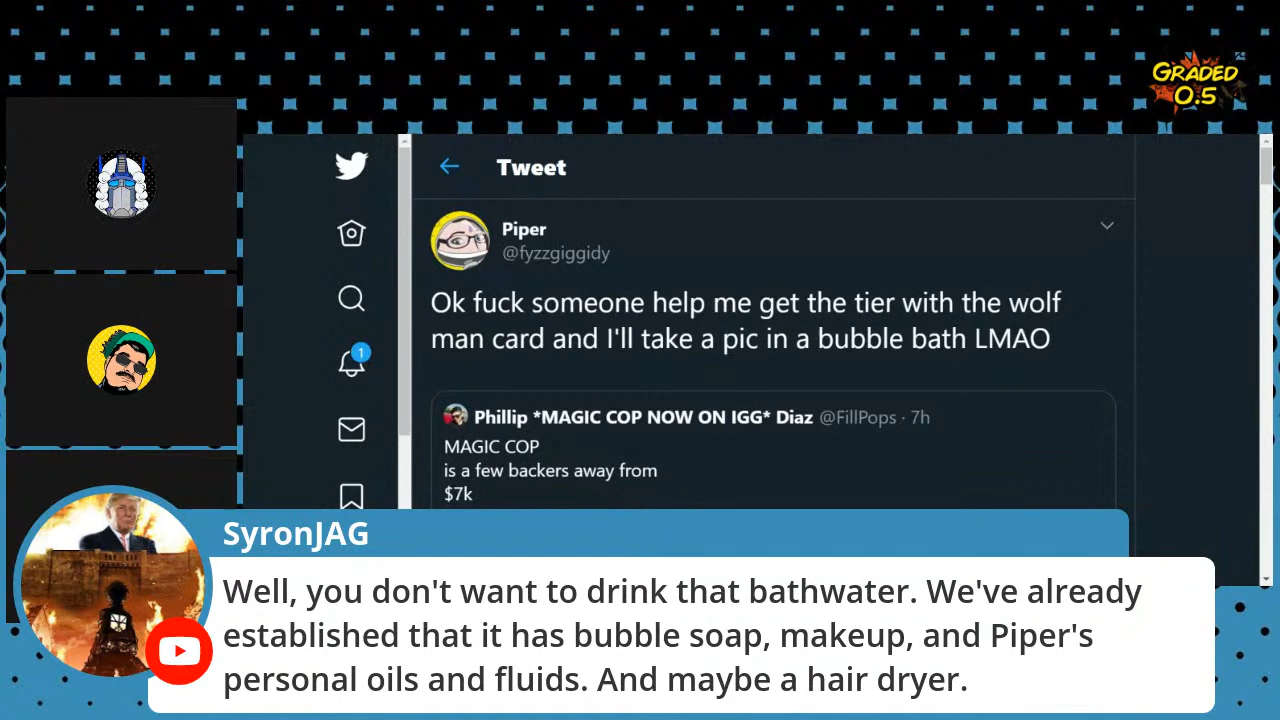 GRADED
0.5
Tweet
Piper
@fyzzgiggidy
Ok fuck someone help me get the tier with the wolf
man card and I'll take a pic in a bubble bath LMAO
1
Phillip *MAGIC COP NOW ON IGG* Diaz @FillPops · 7h
MAGIC COP
is a few backers away from
$7k
SyronJAG
Well, you don't want to drink that bathwater. We've already
established that it has bubble soap, makeup, and Piper's
personal oils and fluids. And maybe a hair dryer.